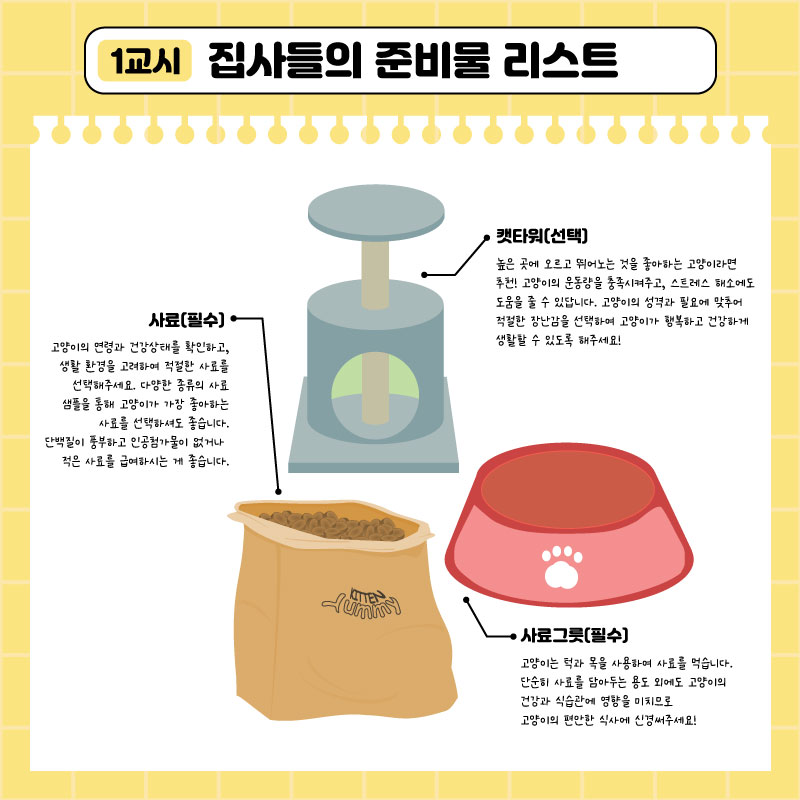 1교시 집사들의 준비물 리스트
캣타워(선택)
높은 곳에 오르고 뛰어노는 것을 좋아하는 고양이라면
추천! 고양이의 운동량을 충족시켜주고, 스트레스 해소에도
도움을 줄 수 있답니다. 고양이의 성격과 필요에 맞추어
적절한 장난감을 선택하여 고양이가 행복하고 건강하게
생활할 수 있도록 해주세요!
사료(필수)
고양이의 연령과 건강상태를 확인하고,
생활 환경을 고려하여 적절한 사료를
선택해주세요. 다양한 종류의 사료
샘플을 통해 고양이가 가장 좋아하는
사료를 선택하셔도 좋습니다.
단백질이 풍부하고 인공첨가물이 없거나
적은 사료를 급여하시는 게 좋습니다.
KITTEN
Yummy
사료그릇(필수)
고양이는 턱과 목을 사용하여 사료를 먹습니다.
단순히 사료를 담아두는 용도 외에도 고양이의
건강과 식습관에 영향을 미치므로
고양이의 편안한 식사에 신경써주세요!